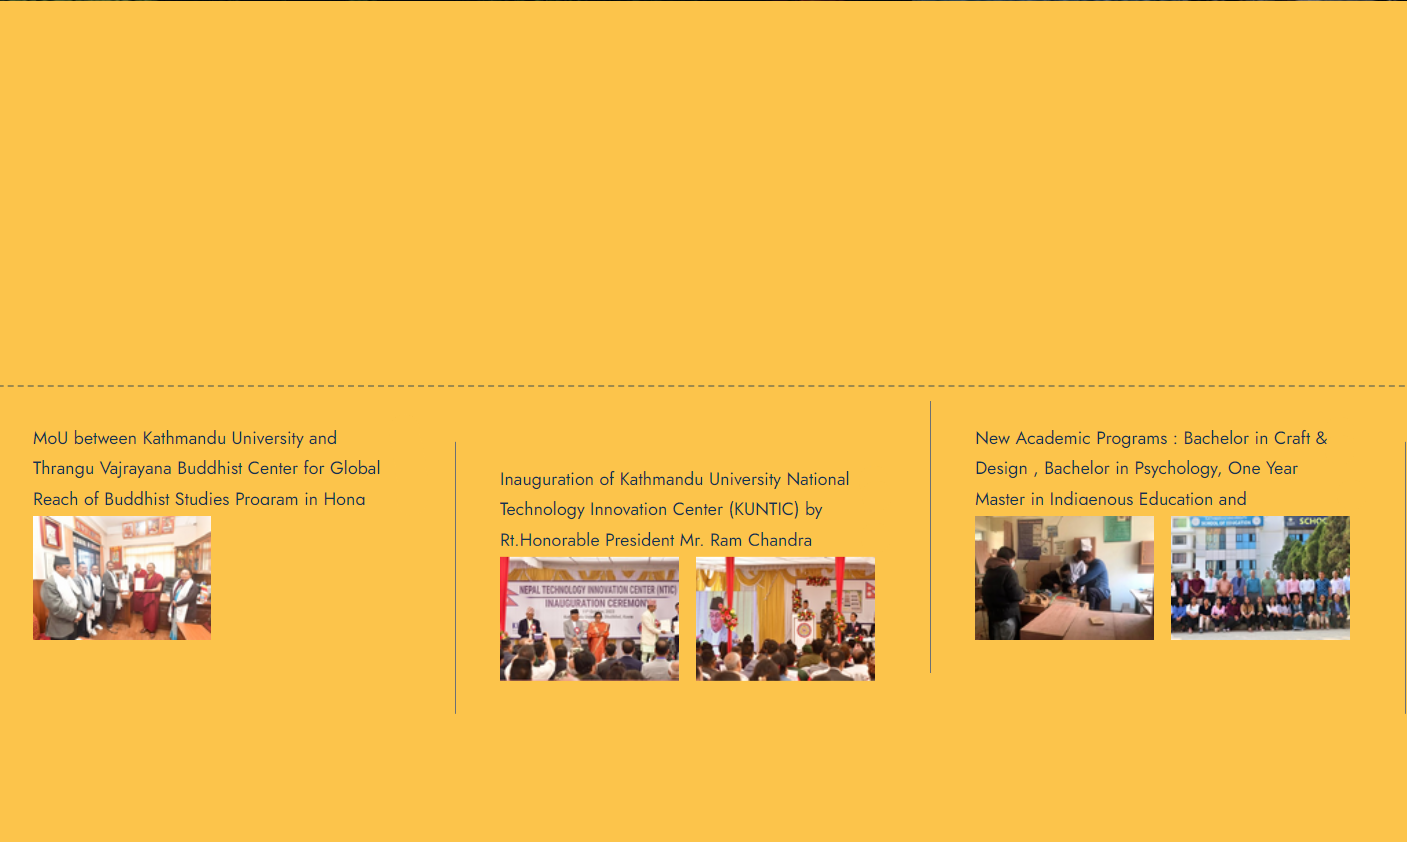 MoU between Kathmandu University and
Thrangu Vajrayana Buddhist Center for Global
Reach of Buddhist Studies Program in Hong
Inauguration of Kathmandu University National
Technology Innovation Center (KUNTIC) by
Rt.Honorable President Mr. Ram Chandra
NEPAL TECHNOLOGY INNOVATION CENTER (NTIC)
INAUGURATION CEREMONY
New Academic Programs : Bachelor in Craft &
Design , Bachelor in Psychology, One Year
Master in Indigenous Education and
SCHOOL OF EDUCATION
SCHOO